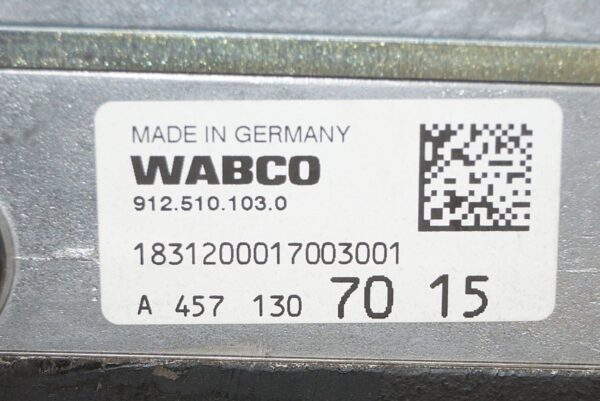 MADE IN GERMANY
WABCO
912.510.103.0
1831200017003001
A 457 130 70 15